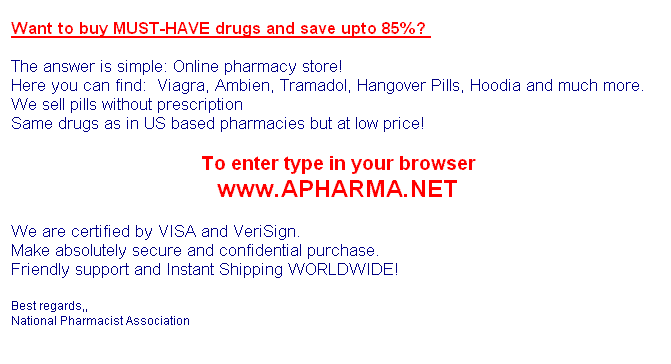 Want to buy MUST-HAVE drugs and save upto 85%?
The answer is simple: Online pharmacy store!
Here you can find:  Viagra, Ambien, Tramadol, Hangover Pills, Hoodia and much more.
We sell pills without prescription
Same drugs as in US based pharmacies but at low price!
To enter type in your browser
www.APHARMA.NET
We are certified by VISA and VeriSign.
Make absolutely secure and confidential purchase.
Friendly support and Instant Shipping WORLDWIDE!
Best regards,,
National Pharmacist Association